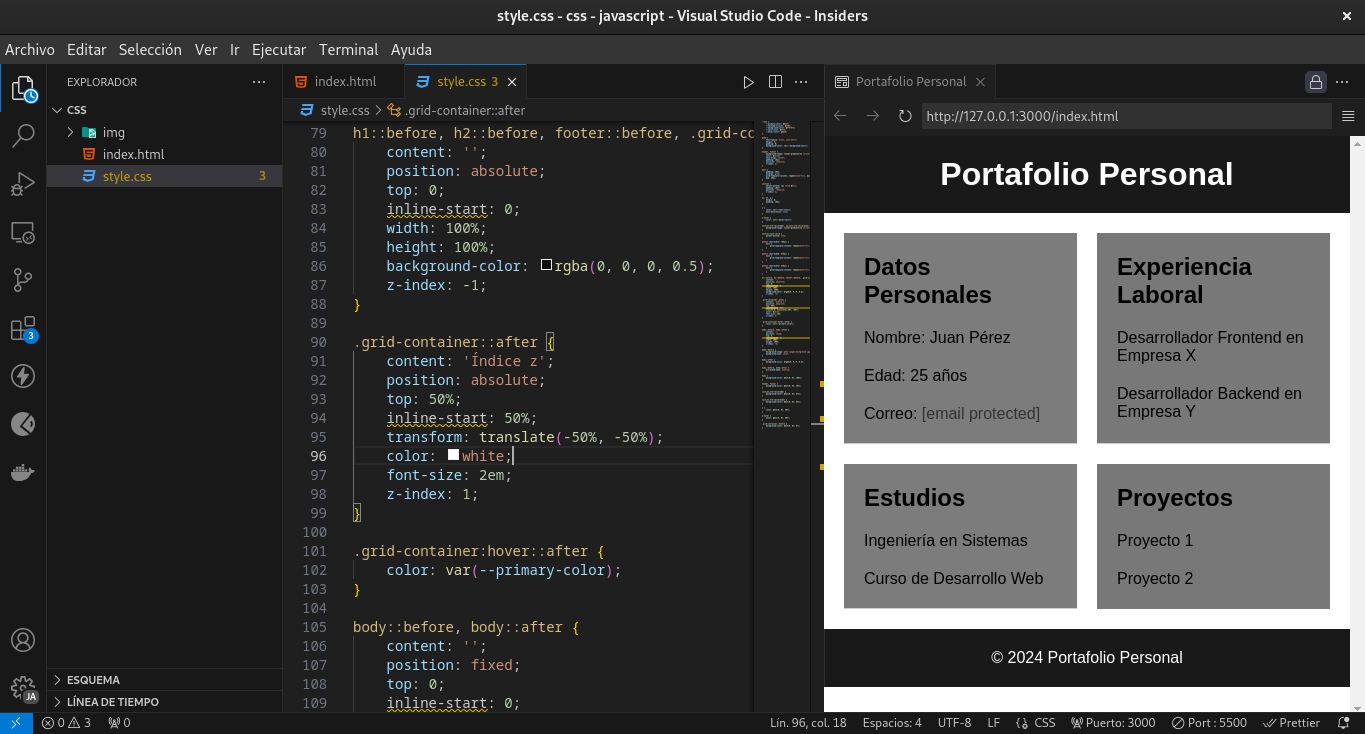 style.css - css - javascript - Visual Studio Code - Insiders
Archivo Editar Selección Ver Ir Ejecutar Terminal Ayuda
EXPLORADOR
CSS
img
index.html
style.css 3
ESQUEMA
LÍNEA DE TIEMPO
3
JA
index.html style.css 3
style.css > .grid-container::after
79 h1::before, h2::before, footer::before, .grid-co
80 content: '';
81 position: absolute;
82 top: 0;
83 inline-start: 0;
84 width: 100%;
85 height: 100%;
86 background-color: rgba(0, 0, 0, 0.5);
87 z-index: -1;
88 }
89
90 .grid-container::after {
91 content: 'Índice z';
92 position: absolute;
93 top: 50%;
94 inline-start: 50%;
95 transform: translate(-50%, -50%);
96 color: white;
97 font-size: 2em;
98 z-index: 1;
99 }
100
101 .grid-container:hover::after {
102 color: var(--primary-color);
103 }
104
105 body::before, body::after {
106 content: '';
107 position: fixed;
108 top: 0;
109 inline-start: 0;
Portafolio Personal
http://127.0.0.1:3000/index.html
Portafolio Personal
Datos
Personales
Nombre: Juan Pérez
Edad: 25 años
Correo: [email protected]
Experiencia
Laboral
Desarrollador Frontend en
Empresa X
Desarrollador Backend en
Empresa Y
Estudios
Ingeniería en Sistemas
Curso de Desarrollo Web
Proyectos
Proyecto 1
Proyecto 2
© 2024 Portafolio Personal
0 3 0 Lín. 96, col. 18 Espacios: 4 UTF-8 LF CSS Puerto: 3000 Port : 5500 Prettier